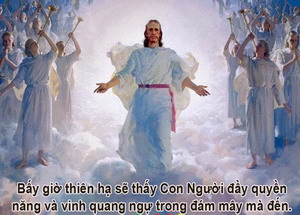 Bấy giờ thiên hạ sẽ thấy Con Người đầy quyền
năng và vinh quang ngự trong đám mây mà đến.